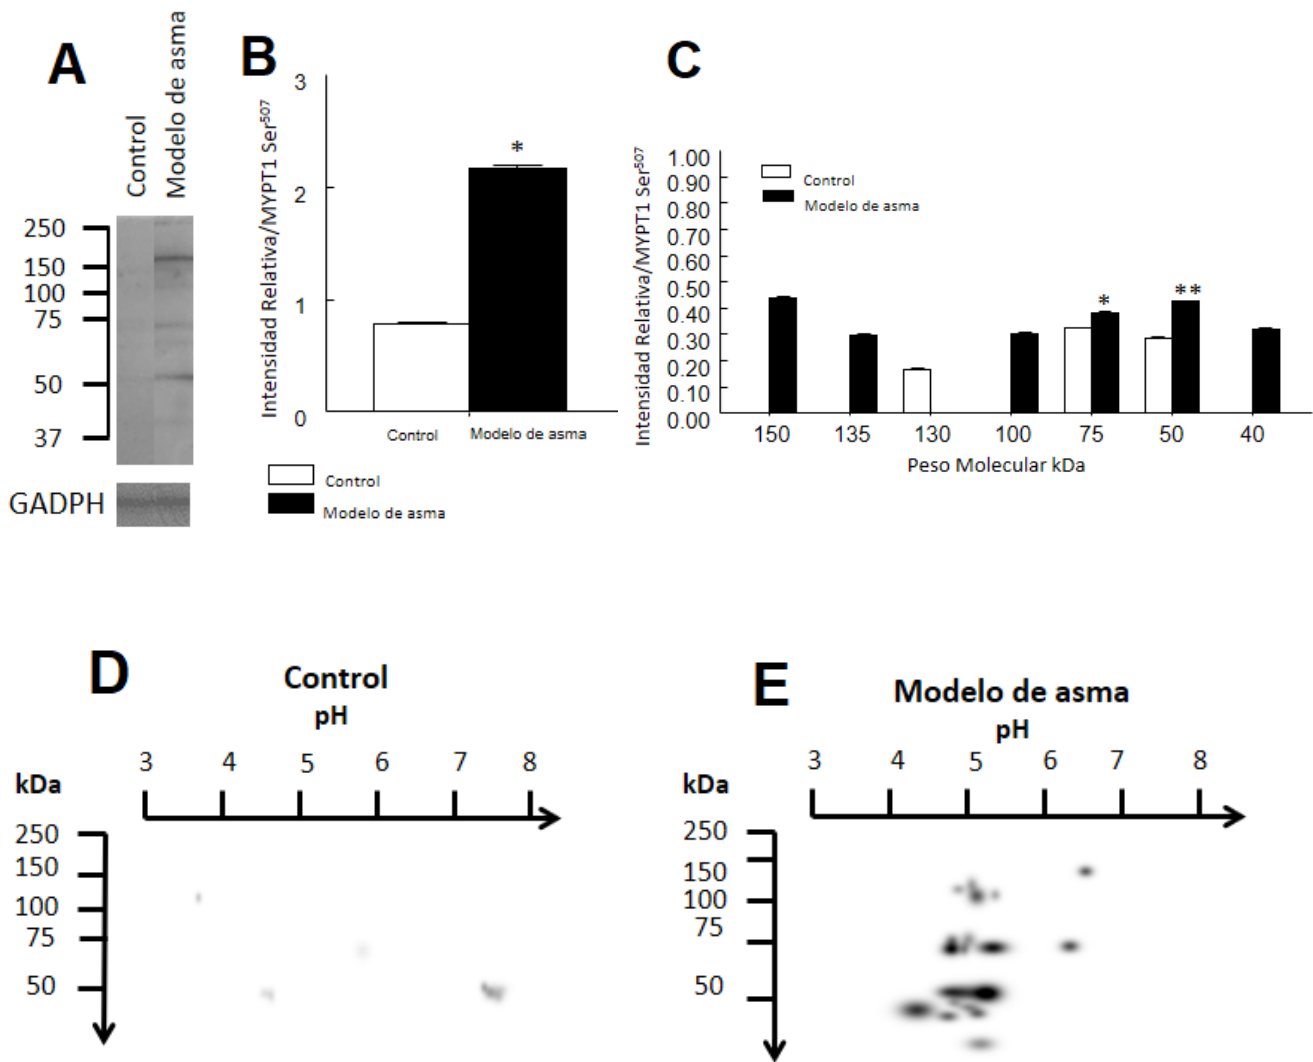 A
Control
Modelo de asma
250
150
100
75
50
37
GADPH
B
Intensidad Relativa/MYPT1 Ser⁵⁰⁷
3
2
1
0
*
Control
Modelo de asma
Control
Modelo de asma
C
Intensidad Relativa/MYPT1 Ser⁵⁰⁷
1.00
0.90
0.80
0.70
0.60
0.50
0.40
0.30
0.20
0.10
0.00
Control
Modelo de asma
*
**
150 135 130 100 75 50 40
Peso Molecular kDa
D
Control
pH
3 4 5 6 7 8
kDa
250
150
100
75
50
E
Modelo de asma
pH
3 4 5 6 7 8
kDa
250
150
100
75
50